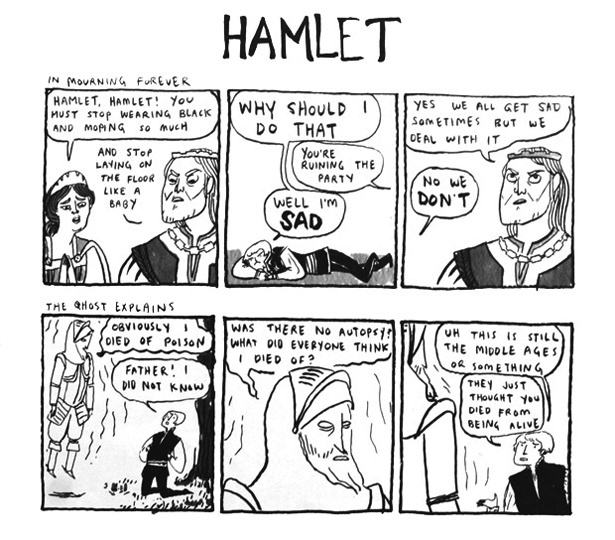 HAMLET
IN MOURNING FOREVER
HAMLET, HAMLET! YOU
MUST STOP WEARING BLACK
AND MOPING SO MUCH
AND STOP
LAYING ON
THE FLOOR
LIKE A
BABY
WHY SHOULD I
DO THAT
YOU'RE
RUINING THE
PARTY
WELL I'M
SAD
YES WE ALL GET SAD
SOMETIMES BUT WE
DEAL WITH IT
NO WE
DON'T
THE GHOST EXPLAINS
OBVIOUSLY I
DIED OF POISON
FATHER! I
DID NOT KNOW
WAS THERE NO AUTOPSY?
WHAT DID EVERYONE THINK
I DIED OF?
UH THIS IS STILL
THE MIDDLE AGES
OR SOMETHING
THEY JUST
THOUGHT YOU
DIED FROM
BEING ALIVE